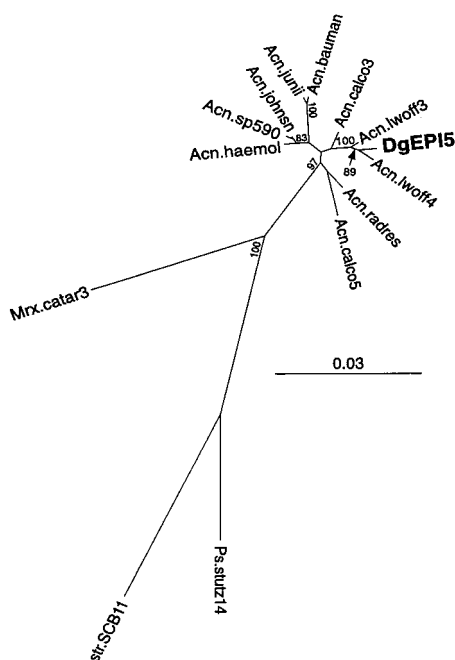 Acn.junii
Acn.bauman
Acn.johnsn
Acn.calco3
Acn.sp590
100
83
100
Acn.lwoff3
DgEPI5
Acn.haemol
97
89
Acn.lwoff4
Acn.radres
Acn.calco5
100
Mrx.catar3
0.03
Ps.stutz14
str.SCB11